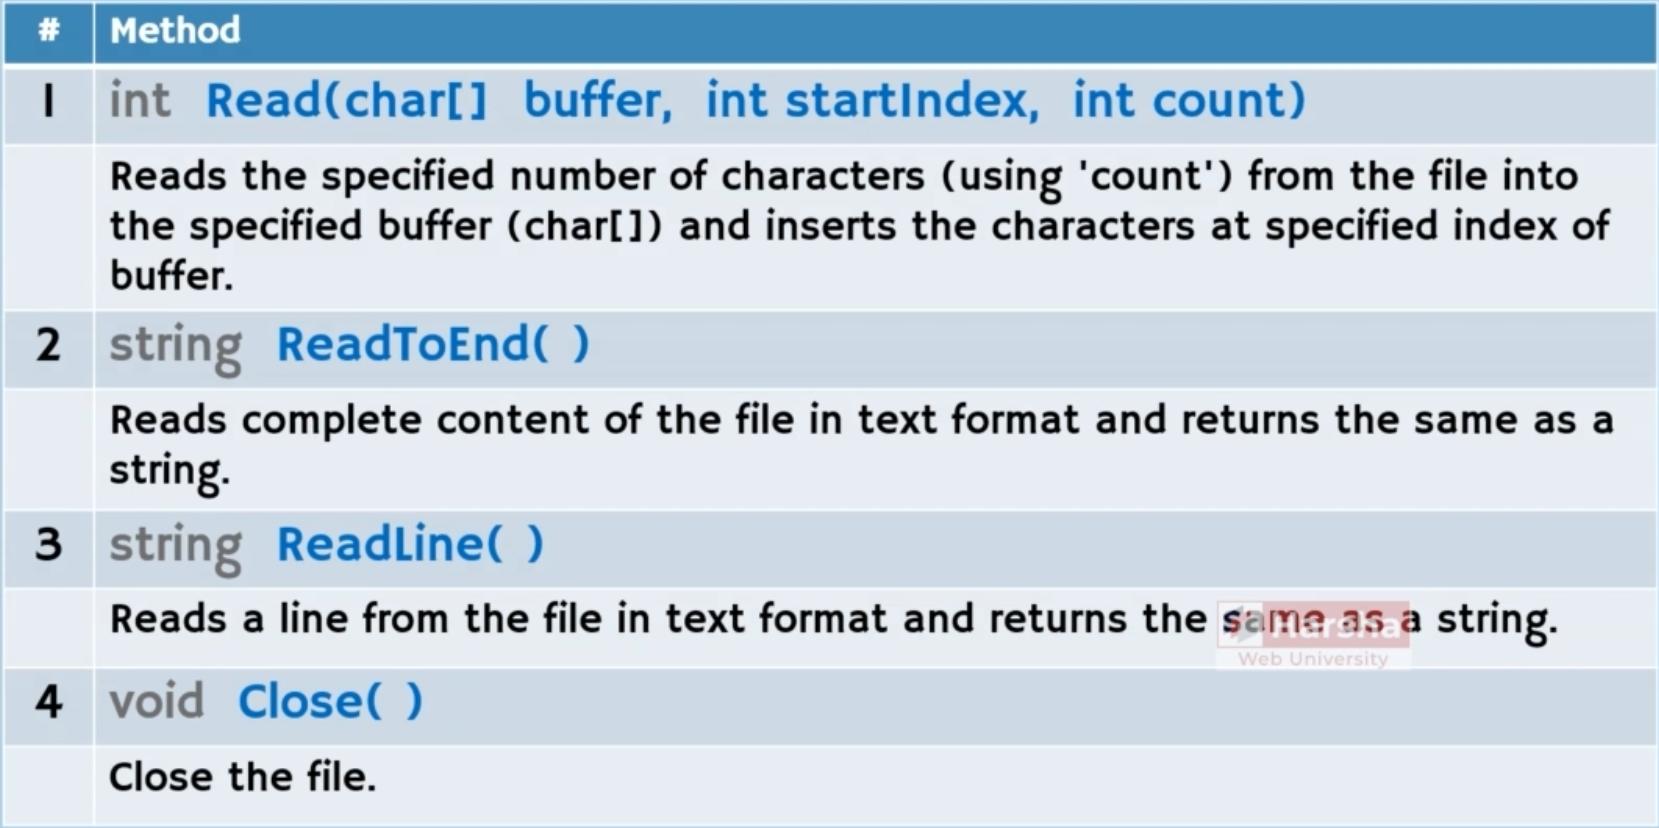 # Method
1 int Read(char[] buffer, int startIndex, int count)
Reads the specified number of characters (using 'count') from the file into
the specified buffer (char[]) and inserts the characters at specified index of
buffer.
2 string ReadToEnd( )
Reads complete content of the file in text format and returns the same as a
string.
3 string ReadLine( )
Reads a line from the file in text format and returns the same as a string.
Harsha
Web University
4 void Close( )
Close the file.